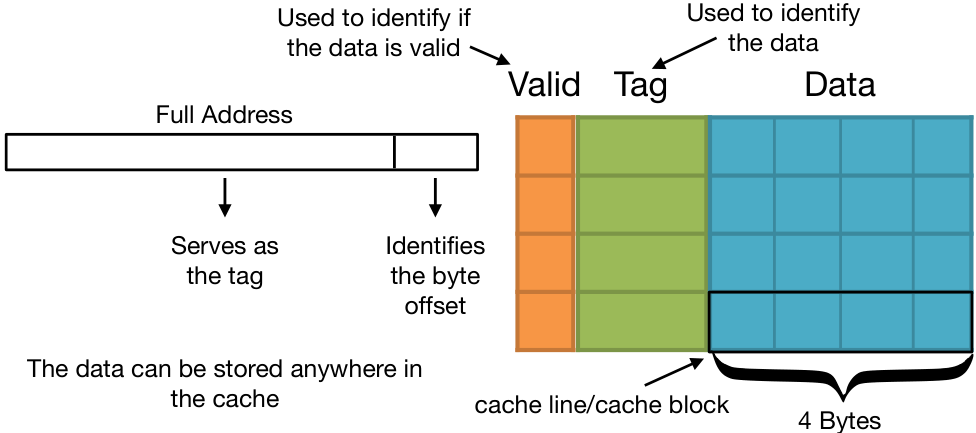 Used to identify if
the data is valid
Used to identify
the data
Valid
Tag
Data
Full Address
Serves as
the tag
Identifies
the byte
offset
The data can be stored anywhere in
the cache
cache line/cache block
4 Bytes